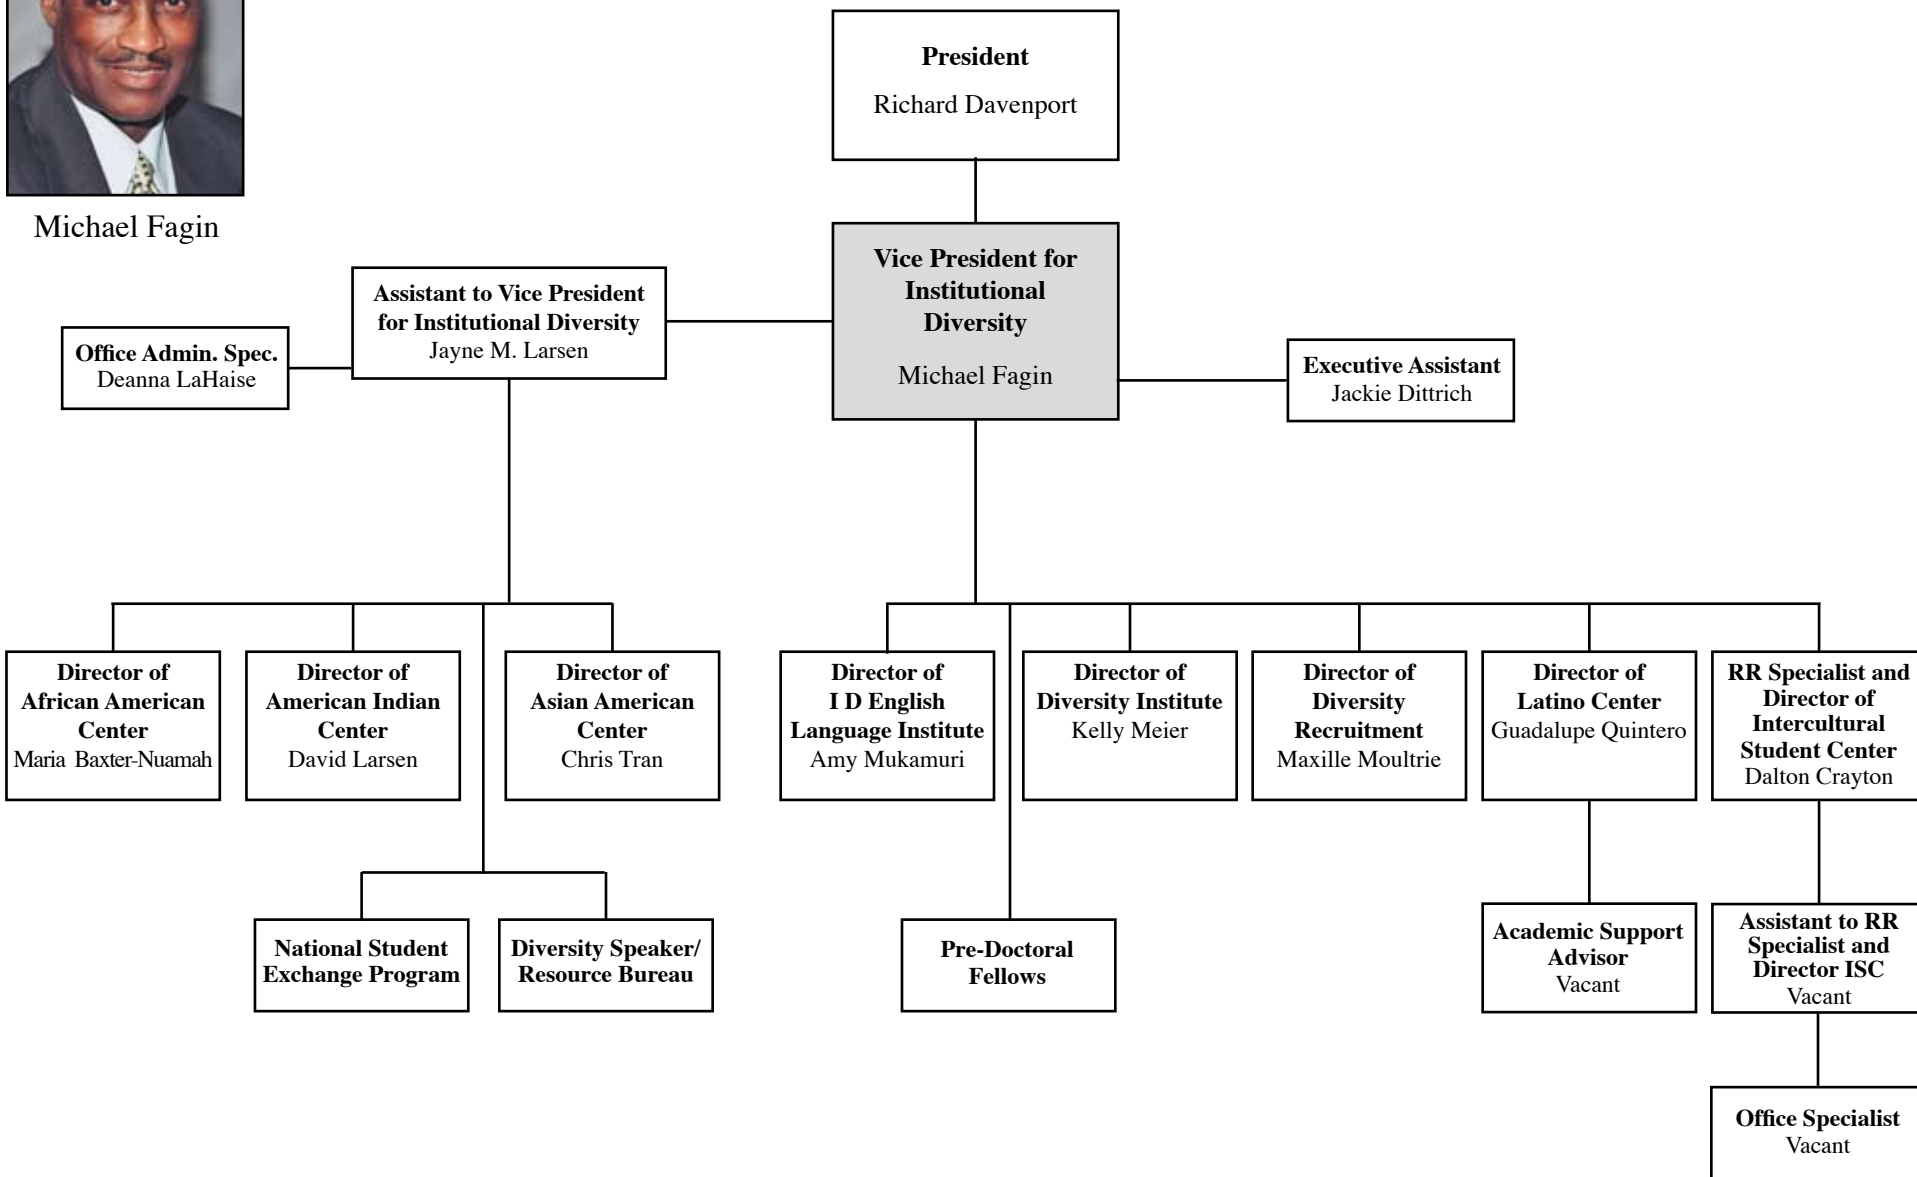 President
Richard Davenport
Michael Fagin
Vice President for
Institutional
Diversity
Michael Fagin
Assistant to Vice President
for Institutional Diversity
Jayne M. Larsen
Office Admin. Spec.
Deanna LaHaise
Executive Assistant
Jackie Dittrich
Director of
African American
Center
Maria Baxter-Nuamah
Director of
American Indian
Center
David Larsen
Director of
Asian American
Center
Chris Tran
Director of
I D English
Language Institute
Amy Mukamuri
Director of
Diversity Institute
Kelly Meier
Director of
Diversity
Recruitment
Maxille Moultrie
Director of
Latino Center
Guadalupe Quintero
RR Specialist and
Director of
Intercultural
Student Center
Dalton Crayton
National Student
Exchange Program
Diversity Speaker/
Resource Bureau
Pre-Doctoral
Fellows
Academic Support
Advisor
Vacant
Assistant to RR
Specialist and
Director ISC
Vacant
Office Specialist
Vacant